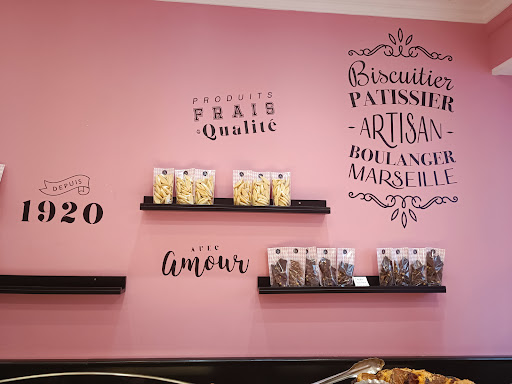 DEPUIS
1920
PRODUITS
FRAIS
& Qualité
AVEC
amour
Biscuitier
PATISSIER
- ARTISAN -
BOULANGER
MARSEILLE